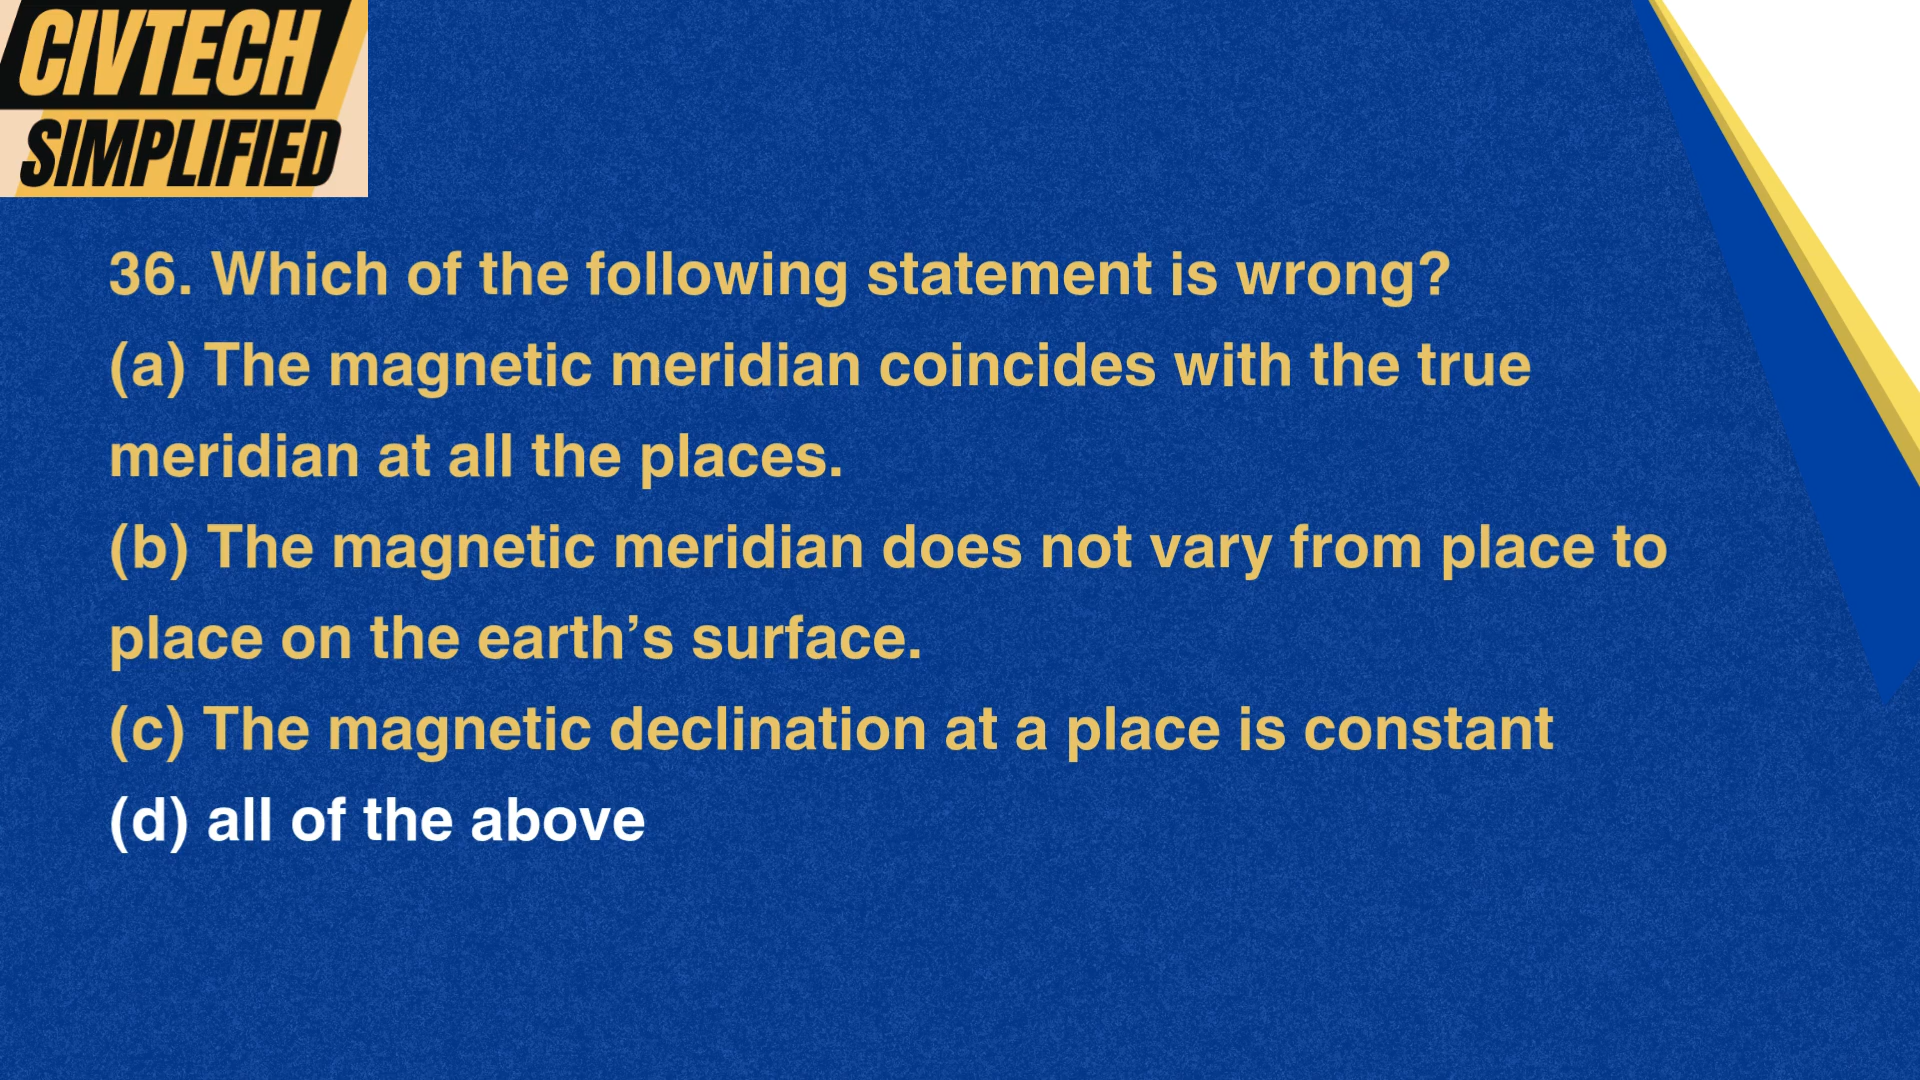 CIVTECH
SIMPLIFIED
36. Which of the following statement is wrong?
(a) The magnetic meridian coincides with the true
meridian at all the places.
(b) The magnetic meridian does not vary from place to
place on the earth’s surface.
(c) The magnetic declination at a place is constant
(d) all of the above